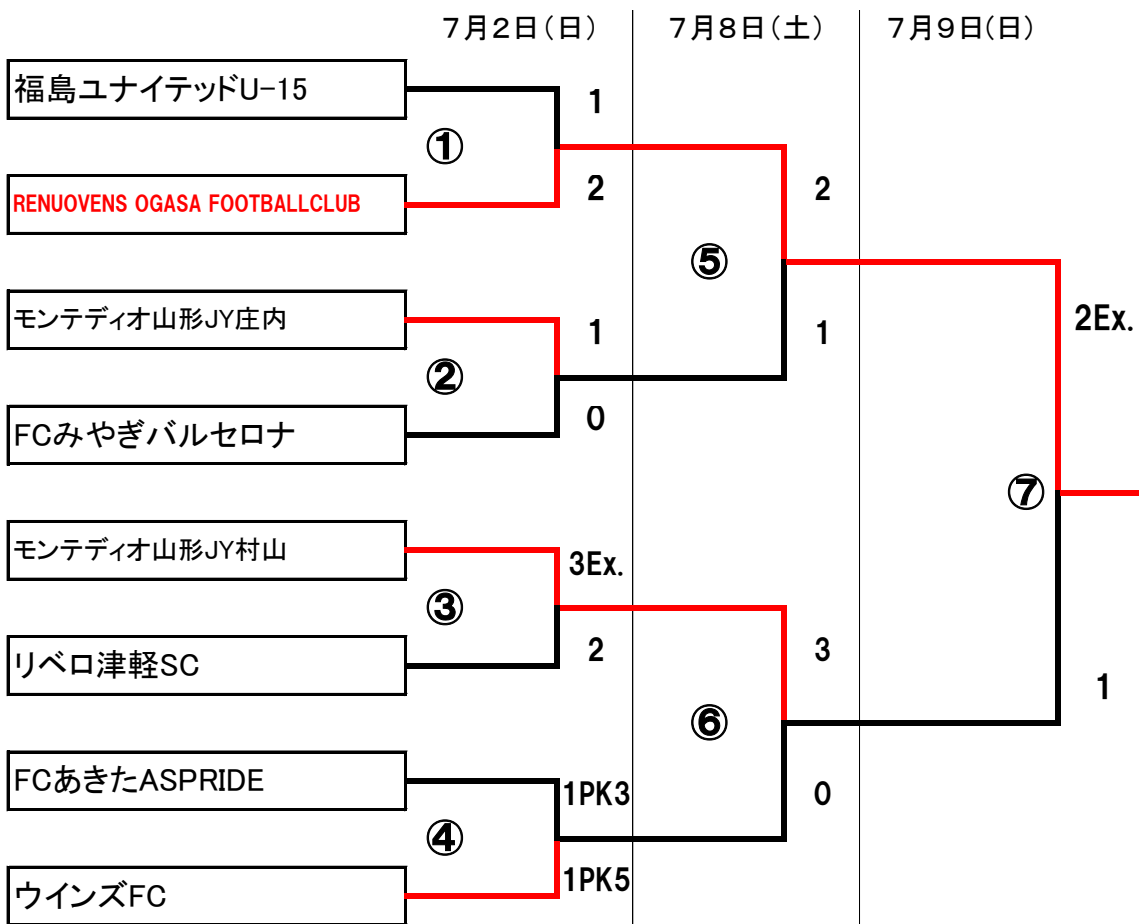 7月2日(日) 7月8日(土) 7月9日(日)
福島ユナイテッドU-15
1
①
RENUOVENS OGASA FOOTBALLCLUB
2
2
⑤
モンテディオ山形JY庄内
1
1
2Ex.
②
FCみやぎバルセロナ
0
⑦
モンテディオ山形JY村山
3Ex.
③
リベロ津軽SC
2
3
1
⑥
FCあきたASPRIDE
1PK3
0
④
ウインズFC
1PK5